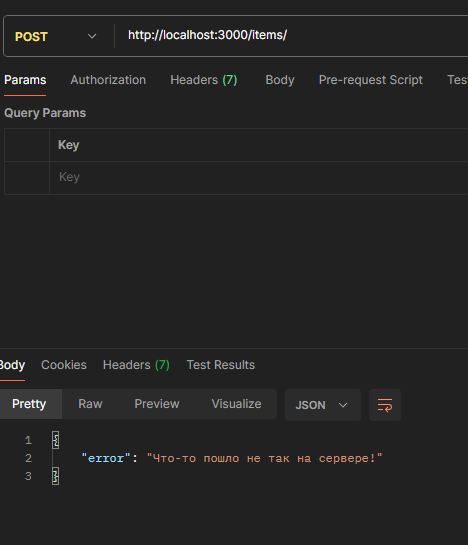 POST http://localhost:3000/items/
Params Authorization Headers (7) Body Pre-request Script Tes
Query Params
Key
Key
Body Cookies Headers (7) Test Results
Pretty Raw Preview Visualize JSON
1 {
2 "error": "Что-то пошло не так на сервере!"
3 }